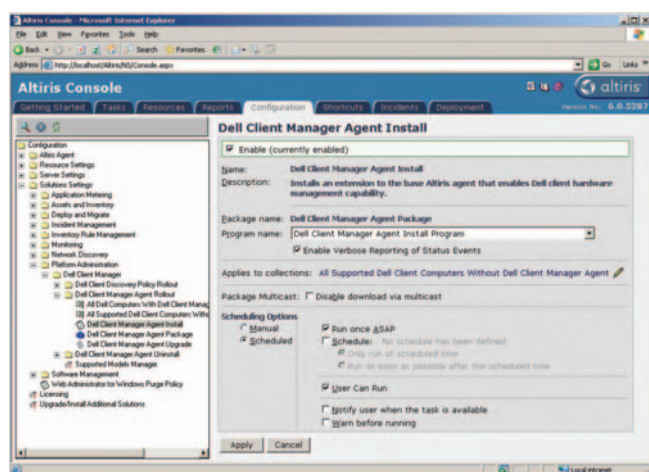 Altiris Console - Microsoft Internet Explorer
File Edit View Favorites Tools Help
Back Search Favorites
Address http://localhost/Altiris/NS/Console.aspx Go Links
Altiris Console
altiris
Getting Started Tasks Resources Reports Configuration Shortcuts Incidents Deployment
Version No: 6.0.5287
Configuration
Altiris Agent
Resource Settings
Server Settings
Solutions Settings
Application Metering
Assets and Inventory
Deploy and Migrate
Incident Management
Inventory Rule Management
Monitoring
Network Discovery
Platform Administration
Dell Client Manager
Dell Client Discovery Policy Rollout
Dell Client Manager Agent Rollout
All Dell Computers With Dell Client Manag
All Supported Dell Client Computers Witho
Dell Client Manager Agent Install
Dell Client Manager Agent Package
Dell Client Manager Agent Upgrade
Dell Client Manager Agent Uninstall
Supported Models Manager
Software Management
Web Administrator for Windows Purge Policy
Licensing
Upgrade/Install Additional Solutions
Dell Client Manager Agent Install
Enable (currently enabled)
Name: Dell Client Manager Agent Install
Description: Installs an extension to the base Altiris agent that enables Dell client hardware
management capability.
Package name: Dell Client Manager Agent Package
Program name: Dell Client Manager Agent Install Program
Enable Verbose Reporting of Status Events
Applies to collections: All Supported Dell Client Computers Without Dell Client Manager Agent
Package Multicast: Disable download via multicast
Scheduling Options
Manual
Scheduled
Run once ASAP
Schedule: No schedule has been defined
Only run at scheduled time
Run as soon as possible after the scheduled time
User Can Run
Notify user when the task is available
Warn before running
Apply Cancel
Local intranet